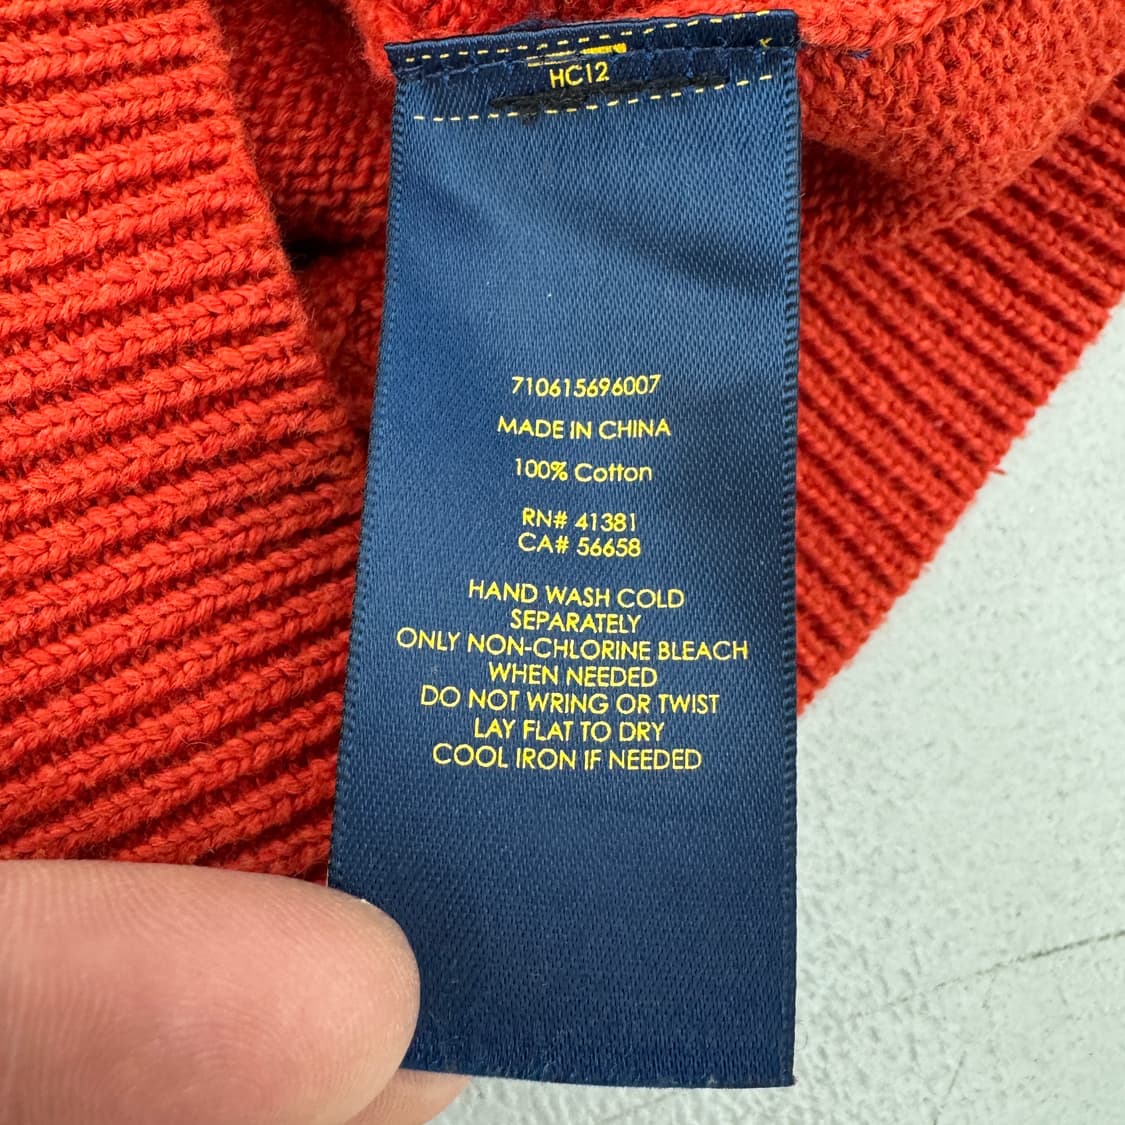 HC12
710615696007
MADE IN CHINA
100% Cotton
RN# 41381
CA# 56658
HAND WASH COLD
SEPARATELY
ONLY NON-CHLORINE BLEACH
WHEN NEEDED
DO NOT WRING OR TWIST
LAY FLAT TO DRY
COOL IRON IF NEEDED